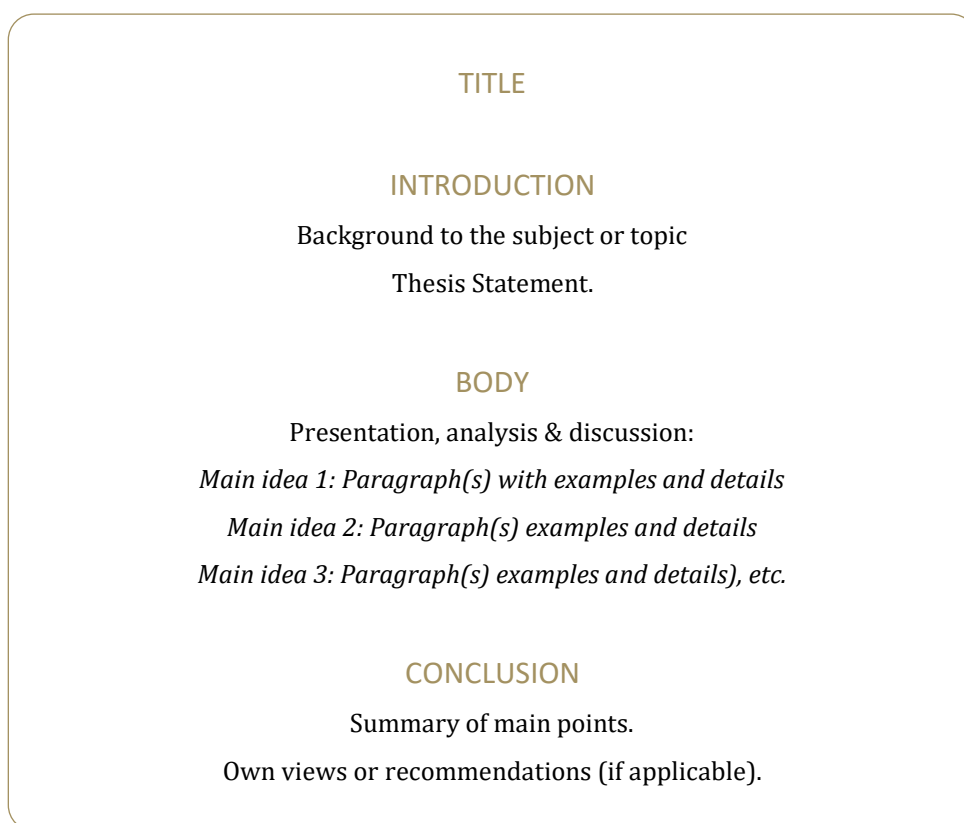 TITLE
INTRODUCTION
Background to the subject or topic
Thesis Statement.
BODY
Presentation, analysis & discussion:
Main idea 1: Paragraph(s) with examples and details
Main idea 2: Paragraph(s) examples and details
Main idea 3: Paragraph(s) examples and details), etc.
CONCLUSION
Summary of main points.
Own views or recommendations (if applicable).